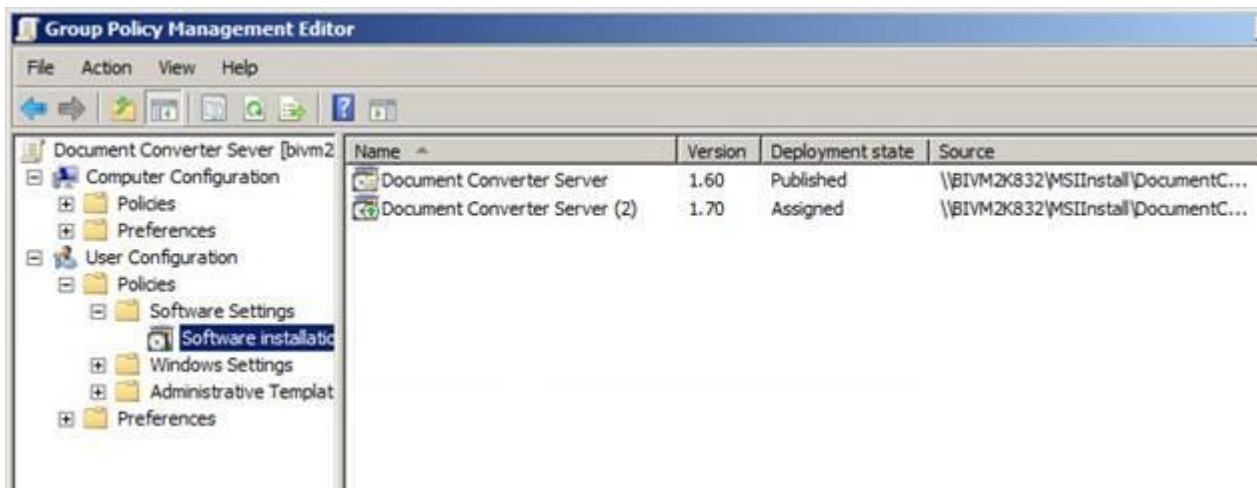 Group Policy Management Editor
File Action View Help
Document Converter Sever [bivm2
Computer Configuration
Policies
Preferences
User Configuration
Policies
Software Settings
Software installatio
Windows Settings
Administrative Templat
Preferences
Name Version Deployment state Source
Document Converter Server 1.60 Published \\BIVM2K832\MSIInstall\DocumentC...
Document Converter Server (2) 1.70 Assigned \\BIVM2K832\MSIInstall\DocumentC...